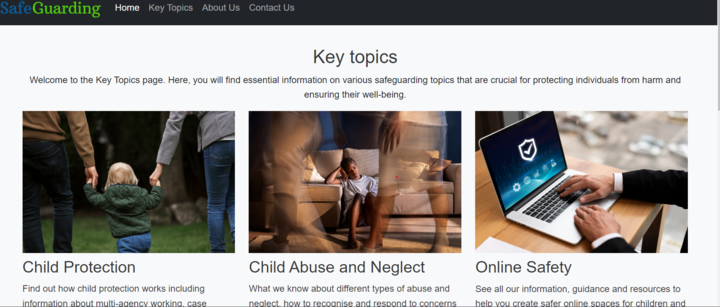 SafeGuarding Home Key Topics About Us Contact Us
Key topics
Welcome to the Key Topics page. Here, you will find essential information on various safeguarding topics that are crucial for protecting individuals from harm and
ensuring their well-being.
Child Protection
Find out how child protection works including
information about multi-agency working, case
Child Abuse and Neglect
What we know about different types of abuse and
neglect, how to recognise and respond to concerns
Online Safety
See all our information, guidance and resources to
help you create safer online spaces for children and